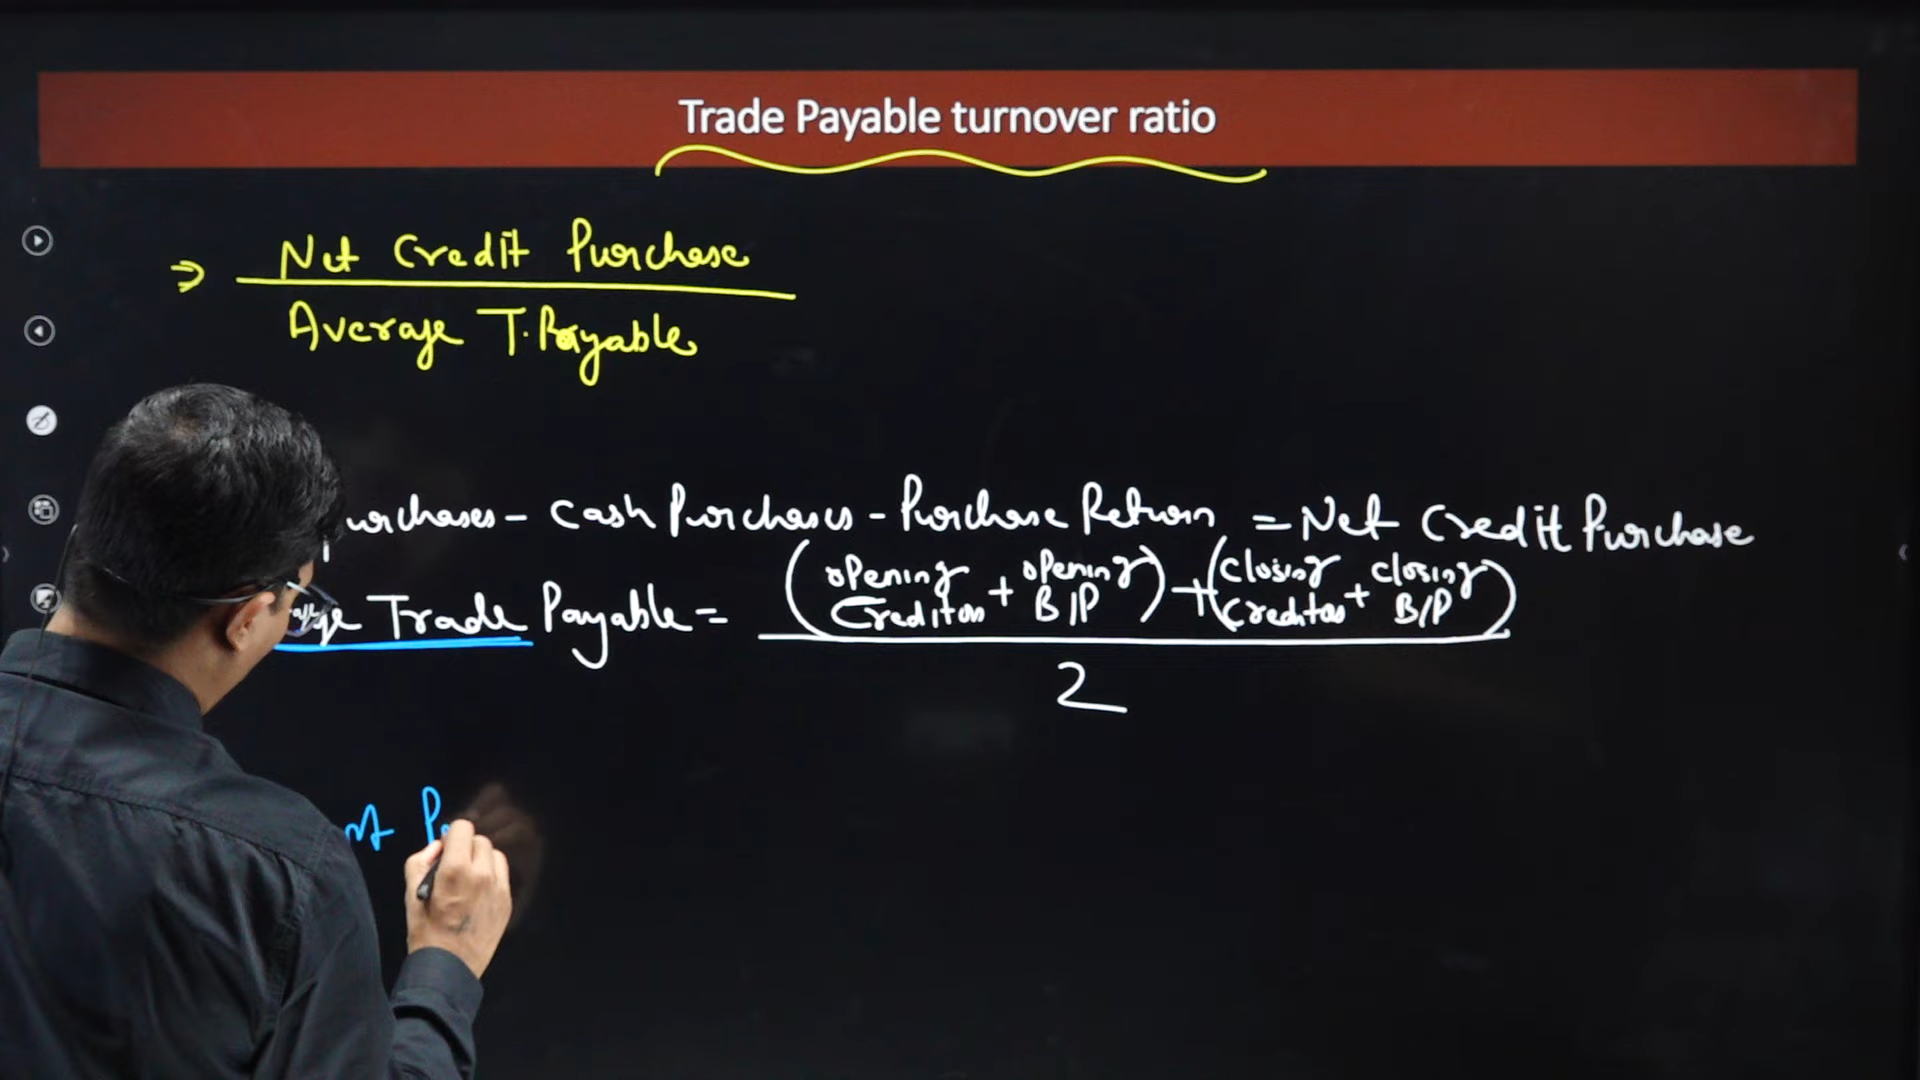 Trade Payable turnover ratio
⇒ Net Credit Purchase
Average T.Payable
- Cash Purchases - Purchase Return = Net Credit Purchase
Trade Payable = (opening Creditors + opening B/P) + (closing Creditors + closing B/P)
2